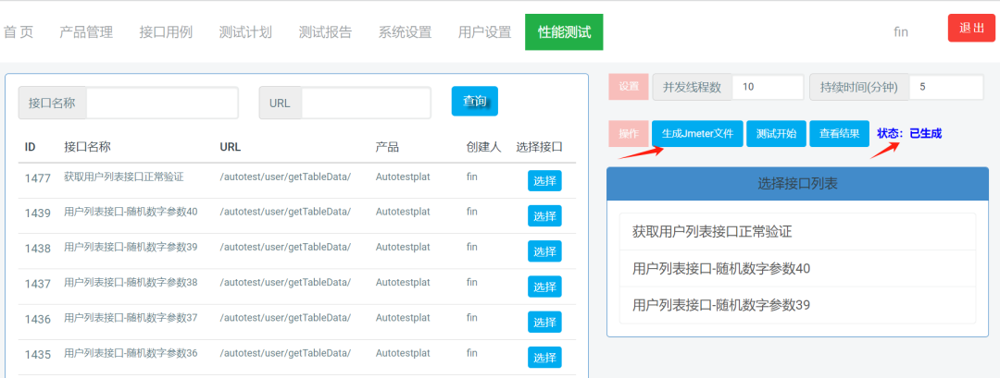 首 页 产品管理 接口用例 测试计划 测试报告 系统设置 用户设置 性能测试 fin 退 出
接口名称 URL 查询
ID 接口名称 URL 产品 创建人 选择接口
1477 获取用户列表接口正常验证 /autotest/user/getTableData/ Autotestplat fin 选择
1439 用户列表接口-随机数字参数40 /autotest/user/getTableData/ Autotestplat fin 选择
1438 用户列表接口-随机数字参数39 /autotest/user/getTableData/ Autotestplat fin 选择
1437 用户列表接口-随机数字参数38 /autotest/user/getTableData/ Autotestplat fin 选择
1436 用户列表接口-随机数字参数37 /autotest/user/getTableData/ Autotestplat fin 选择
1435 用户列表接口-随机数字参数36 /autotest/user/getTableData/ Autotestplat fin 选择
设置 并发线程数 10 持续时间(分钟) 5
操作 生成Jmeter文件 测试开始 查看结果 状态：已生成
选择接口列表
获取用户列表接口正常验证
用户列表接口-随机数字参数40
用户列表接口-随机数字参数39